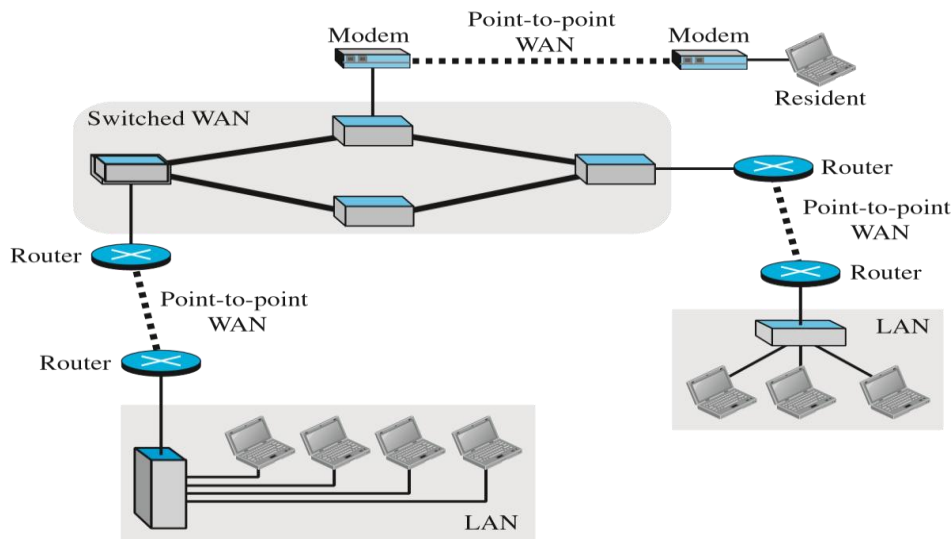 Point-to-point
WAN
Modem
Modem
Resident
Switched WAN
Router
Point-to-point
WAN
Router
Router
Point-to-point
WAN
Router
LAN
LAN